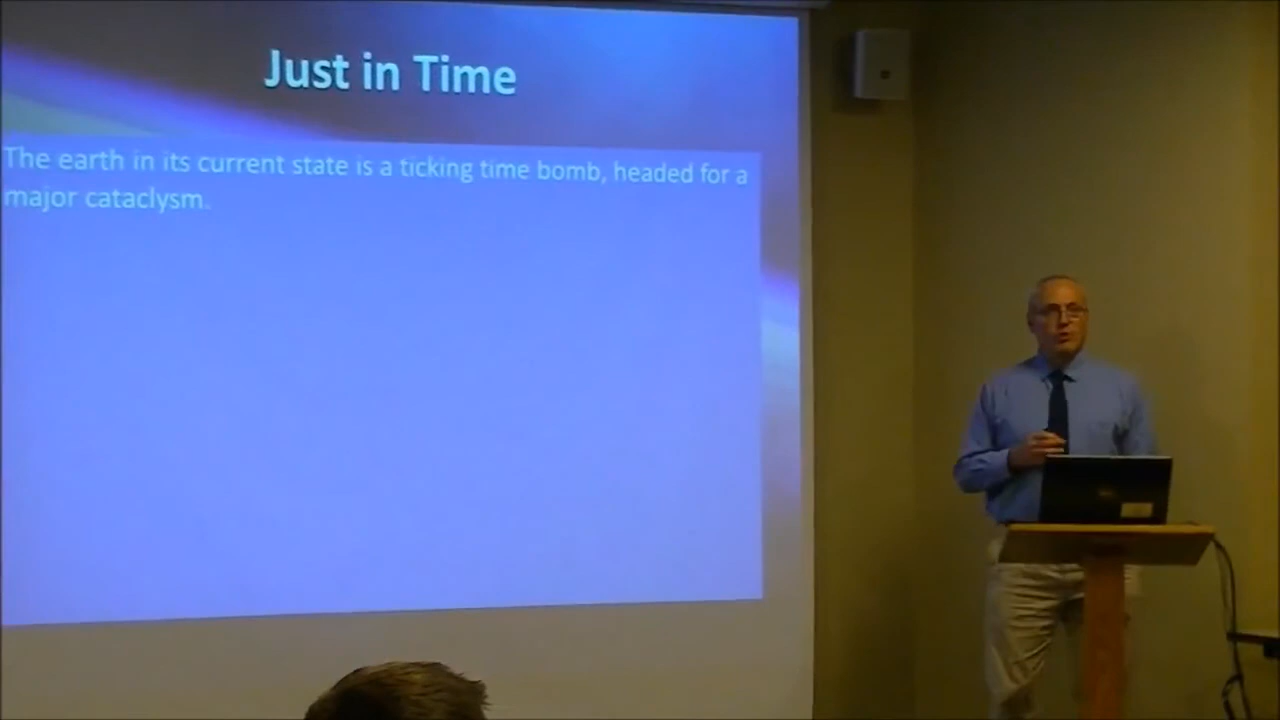 Just in Time
The earth in its current state is a ticking time bomb, headed for a
major cataclysm.